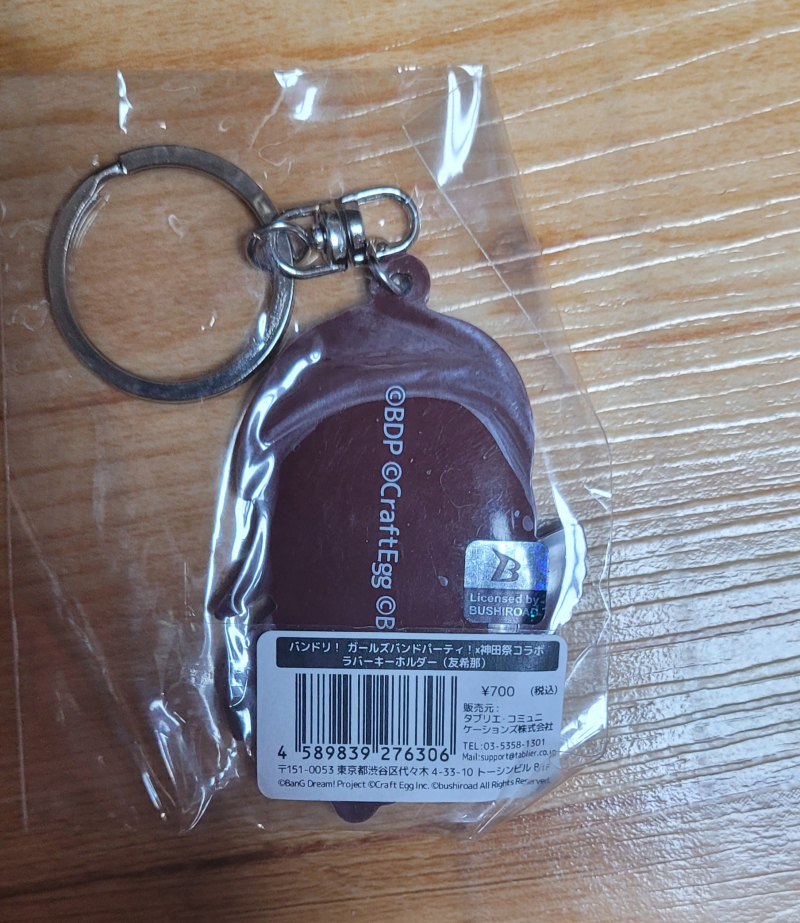 ©BDP ©CraftEgg ©B
B
Licensed by
BUSHIROAD
バンドリ！ ガールズバンドパーティ！×神田祭コラボ
ラバーキーホルダー（友希那）
¥700 （税込）
販売元：
タブリエ・コミュニ
ケーションズ株式会社
TEL:03-5358-1301
Mail:support@tablier.co.jp
4 589839 276306
〒151-0053 東京都渋谷区代々木 4-33-10 トーシンビル
©BanG Dream! Project ©Craft Egg Inc. ©bushiroad All Rights Reserved.